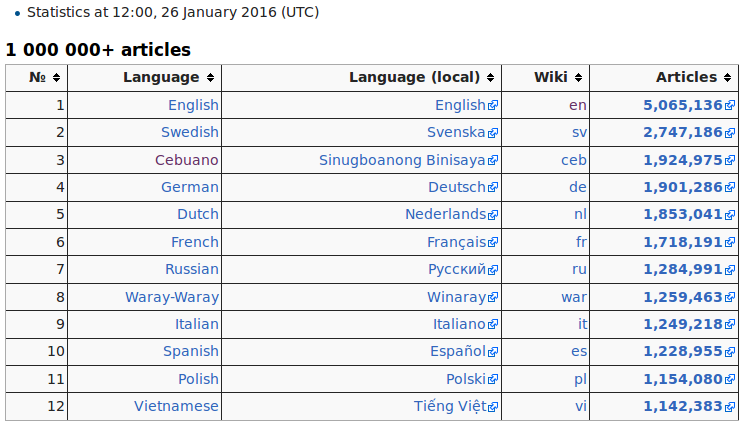 Statistics at 12:00, 26 January 2016 (UTC)
1 000 000+ articles
№ Language Language (local) Wiki Articles
1 English English en 5,065,136
2 Swedish Svenska sv 2,747,186
3 Cebuano Sinugboanong Binisaya ceb 1,924,975
4 German Deutsch de 1,901,286
5 Dutch Nederlands nl 1,853,041
6 French Français fr 1,718,191
7 Russian Русский ru 1,284,991
8 Waray-Waray Winaray war 1,259,463
9 Italian Italiano it 1,249,218
10 Spanish Español es 1,228,955
11 Polish Polski pl 1,154,080
12 Vietnamese Tiếng Việt vi 1,142,383